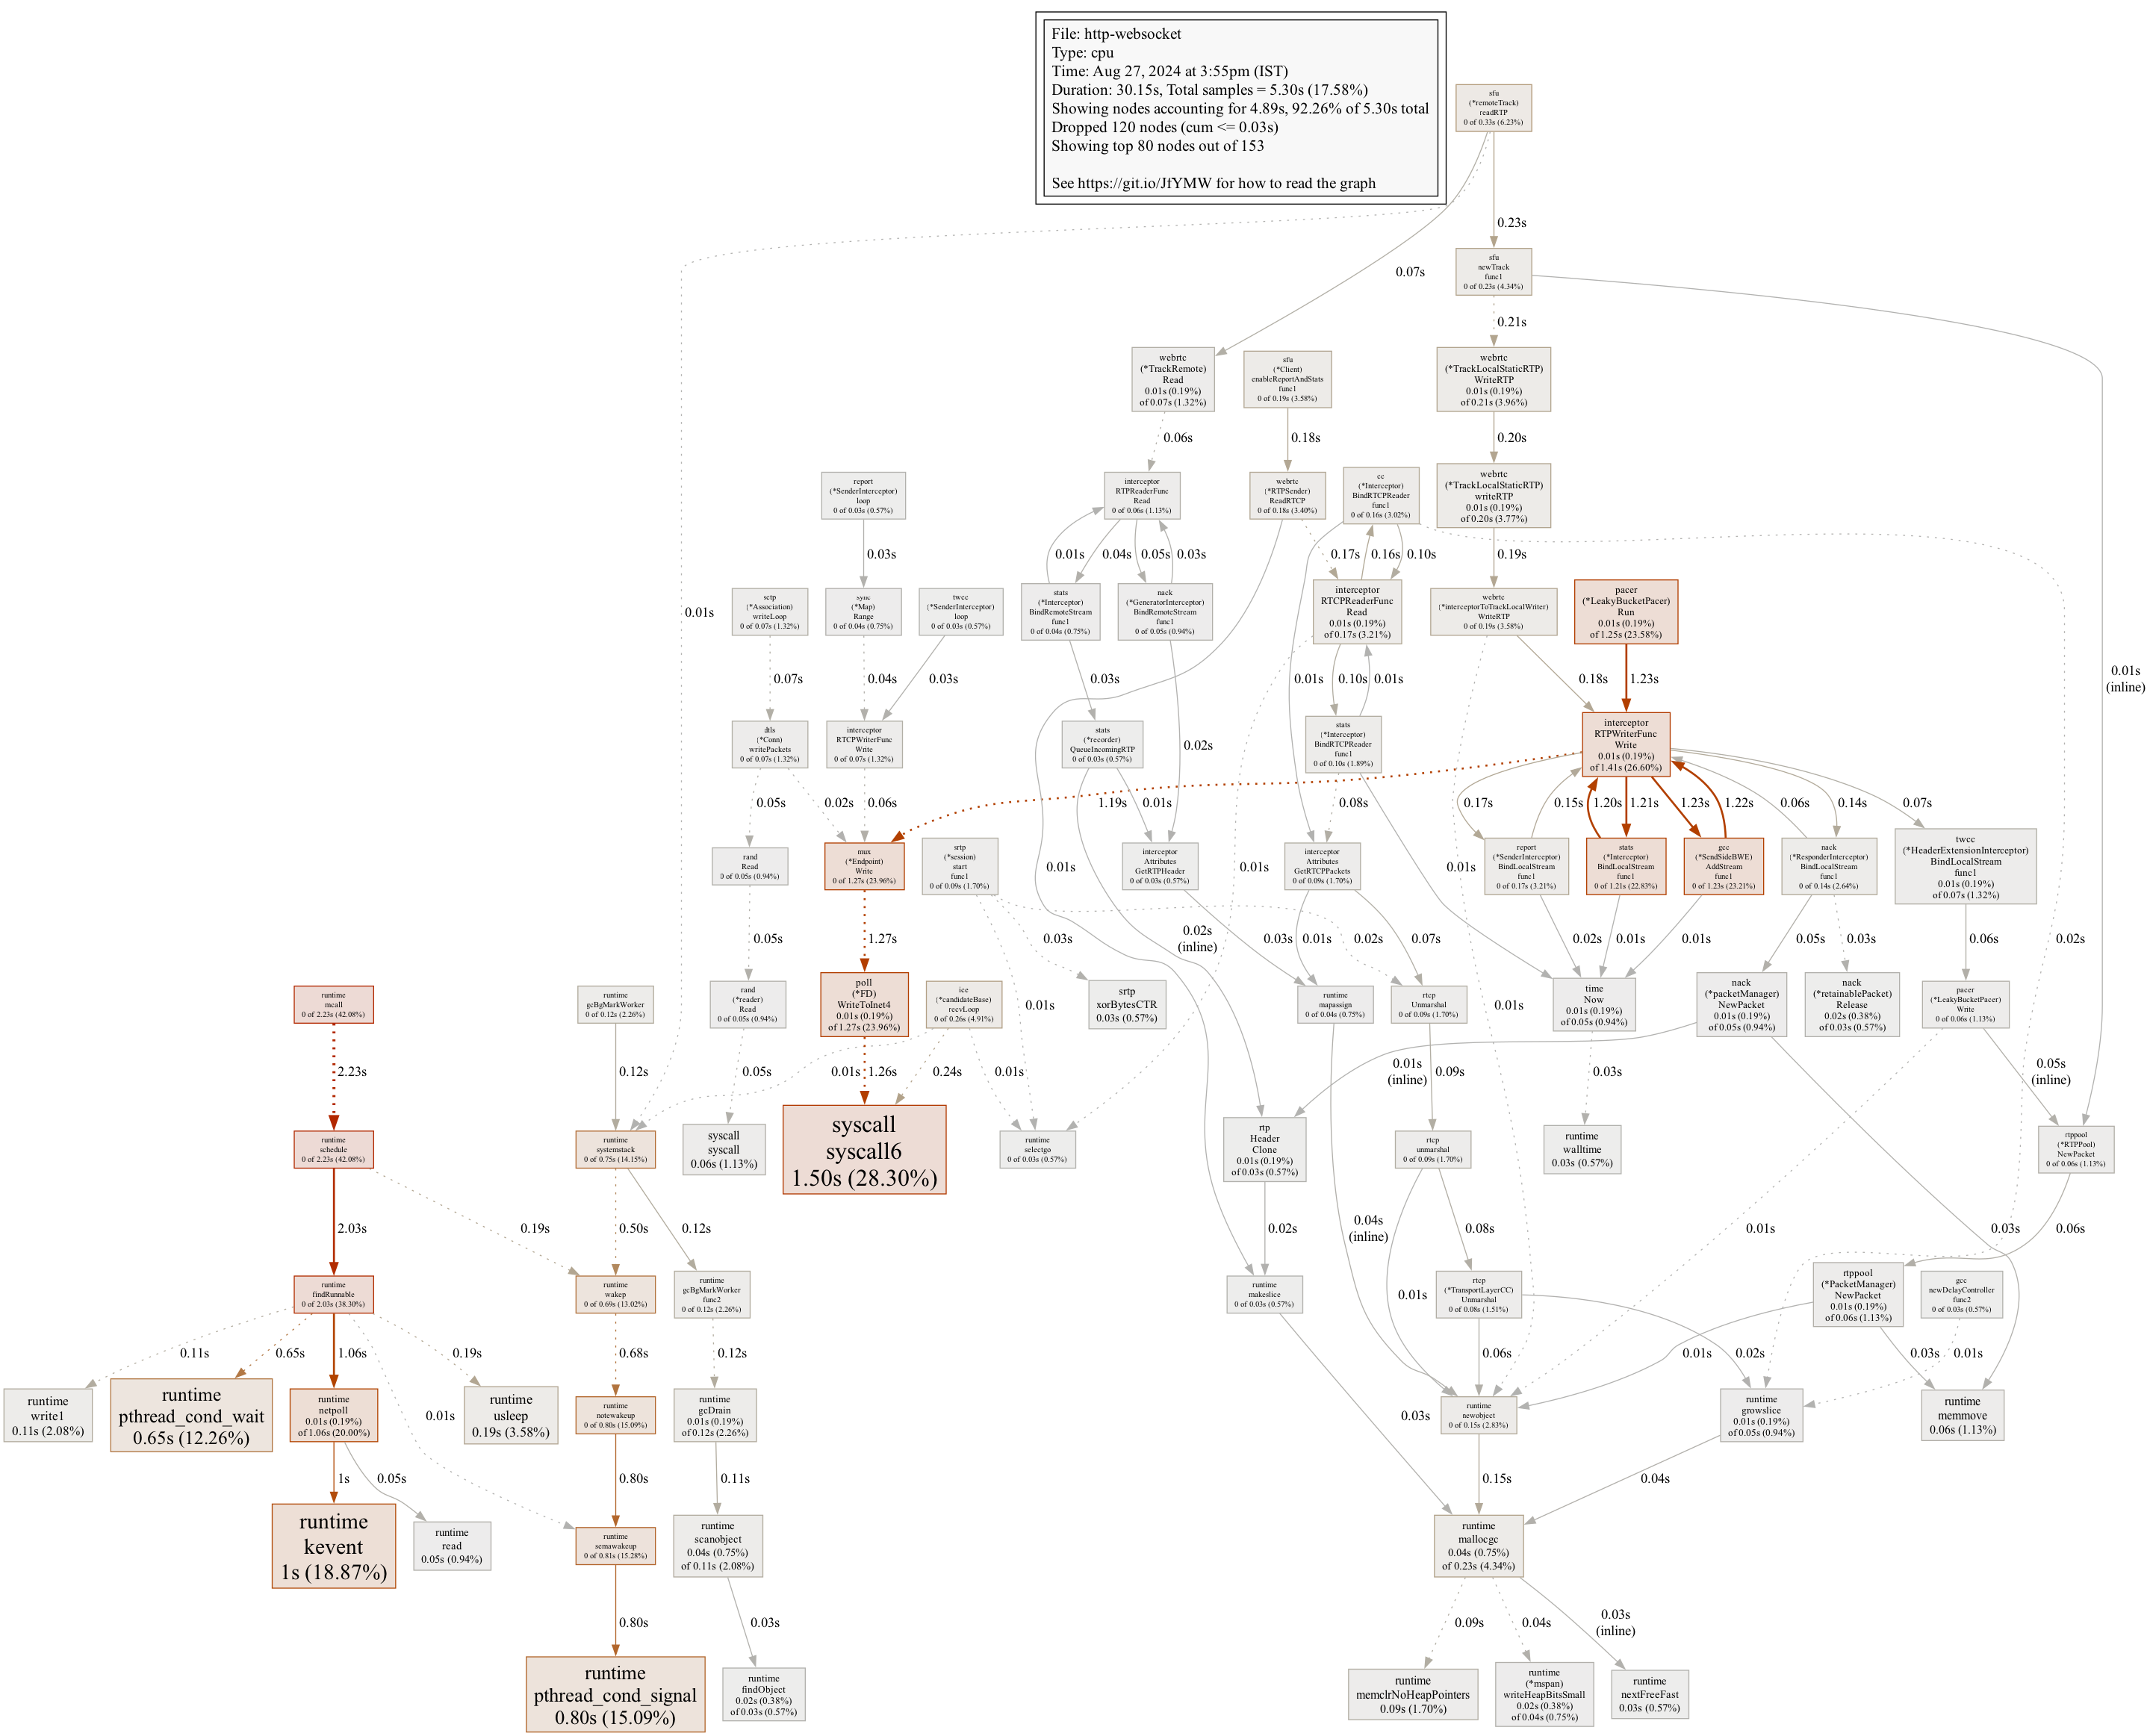 File: http-websocket
Type: cpu
Time: Aug 27, 2024 at 3:55pm (IST)
Duration: 30.15s, Total samples = 5.30s (17.58%)
Showing nodes accounting for 4.89s, 92.26% of 5.30s total
Dropped 120 nodes (cum <= 0.03s)
Showing top 80 nodes out of 153
See https://git.io/JfYMW for how to read the graph
sfu
(*remoteTrack)
readRTP
0 of 0.33s (6.23%)
0.23s
0.07s
sfu
newTrack
func1
0 of 0.23s (4.34%)
0.21s
webrtc
(*TrackRemote)
Read
0.01s (0.19%)
of 0.07s (1.32%)
sfu
(*Client)
enableReportAndStats
func1
0 of 0.19s (3.58%)
webrtc
(*TrackLocalStaticRTP)
WriteRTP
0.01s (0.19%)
of 0.21s (3.96%)
0.06s
0.18s
0.20s
report
(*SenderInterceptor)
loop
0 of 0.03s (0.57%)
interceptor
RTPReaderFunc
Read
0 of 0.06s (1.13%)
webrtc
(*RTPSender)
ReadRTCP
0 of 0.18s (3.40%)
cc
(*Interceptor)
BindRTCPReader
func1
0 of 0.16s (3.02%)
webrtc
(*TrackLocalStaticRTP)
writeRTP
0.01s (0.19%)
of 0.20s (3.77%)
0.03s
0.01s
0.04s
0.05s
0.03s
0.17s
0.16s
0.10s
0.19s
0.01s
sctp
(*Association)
writeLoop
0 of 0.07s (1.32%)
sync
(*Map)
Range
0 of 0.04s (0.75%)
twcc
(*SenderInterceptor)
loop
0 of 0.03s (0.57%)
stats
(*Interceptor)
BindRemoteStream
func1
0 of 0.04s (0.75%)
nack
(*GeneratorInterceptor)
BindRemoteStream
func1
0 of 0.05s (0.94%)
interceptor
RTCPReaderFunc
Read
0.01s (0.19%)
of 0.17s (3.21%)
webrtc
(*interceptorToTrackLocalWriter)
WriteRTP
0 of 0.19s (3.58%)
pacer
(*LeakyBucketPacer)
Run
0.01s (0.19%)
of 1.25s (23.58%)
0.07s
0.04s
0.03s
0.03s
0.01s
0.10s
0.01s
0.18s
1.23s
0.01s
(inline)
dtls
(*Conn)
writePackets
0 of 0.07s (1.32%)
interceptor
RTCPWriterFunc
Write
0 of 0.07s (1.32%)
stats
(*recorder)
QueueIncomingRTP
0 of 0.03s (0.57%)
0.02s
stats
(*Interceptor)
BindRTCPReader
func1
0 of 0.10s (1.89%)
interceptor
RTPWriterFunc
Write
0.01s (0.19%)
of 1.41s (26.60%)
0.05s
0.02s
0.06s
1.19s
0.01s
0.08s
0.17s
0.15s
1.20s
1.21s
1.23s
1.22s
0.06s
0.14s
0.07s
rand
Read
0 of 0.05s (0.94%)
mux
(*Endpoint)
Write
0 of 1.27s (23.96%)
srtp
(*session)
start
func1
0 of 0.09s (1.70%)
0.01s
interceptor
Attributes
GetRTPHeader
0 of 0.03s (0.57%)
0.01s
interceptor
Attributes
GetRTCPPackets
0 of 0.09s (1.70%)
0.01s
report
(*SenderInterceptor)
BindLocalStream
func1
0 of 0.17s (3.21%)
stats
(*Interceptor)
BindLocalStream
func1
0 of 1.21s (22.83%)
gcc
(*SendSideBWE)
AddStream
func1
0 of 1.23s (23.21%)
nack
(*ResponderInterceptor)
BindLocalStream
func1
0 of 0.14s (2.64%)
twcc
(*HeaderExtensionInterceptor)
BindLocalStream
func1
0.01s (0.19%)
of 0.07s (1.32%)
0.05s
1.27s
0.03s
0.02s
(inline)
0.03s
0.01s
0.02s
0.07s
0.02s
0.01s
0.01s
0.05s
0.03s
0.06s
0.02s
runtime
mcall
0 of 2.23s (42.08%)
runtime
gcBgMarkWorker
0 of 0.12s (2.26%)
rand
(*reader)
Read
0 of 0.05s (0.94%)
poll
(*FD)
WriteToInet4
0.01s (0.19%)
of 1.27s (23.96%)
ice
(*candidateBase)
recvLoop
0 of 0.26s (4.91%)
0.01s
srtp
xorBytesCTR
0.03s (0.57%)
runtime
mapassign
0 of 0.04s (0.75%)
rtcp
Unmarshal
0 of 0.09s (1.70%)
0.01s
time
Now
0.01s (0.19%)
of 0.05s (0.94%)
nack
(*packetManager)
NewPacket
0.01s (0.19%)
of 0.05s (0.94%)
nack
(*retainablePacket)
Release
0.02s (0.38%)
of 0.03s (0.57%)
pacer
(*LeakyBucketPacer)
Write
0 of 0.06s (1.13%)
2.23s
0.12s
0.05s
0.01s
1.26s
0.24s
0.01s
0.01s
(inline)
0.09s
0.03s
0.05s
(inline)
runtime
schedule
0 of 2.23s (42.08%)
runtime
systemstack
0 of 0.75s (14.15%)
syscall
syscall
0.06s (1.13%)
syscall
syscall6
1.50s (28.30%)
runtime
selectgo
0 of 0.03s (0.57%)
rtp
Header
Clone
0.01s (0.19%)
of 0.03s (0.57%)
rtcp
unmarshal
0 of 0.09s (1.70%)
runtime
walltime
0.03s (0.57%)
rtppool
(*RTPPool)
NewPacket
0 of 0.06s (1.13%)
2.03s
0.19s
0.50s
0.12s
0.02s
0.04s
(inline)
0.08s
0.01s
0.03s
0.06s
runtime
findRunnable
0 of 2.03s (38.30%)
runtime
wakep
0 of 0.69s (13.02%)
runtime
gcBgMarkWorker
func2
0 of 0.12s (2.26%)
runtime
makeslice
0 of 0.03s (0.57%)
0.01s
rtcp
(*TransportLayerCC)
Unmarshal
0 of 0.08s (1.51%)
rtppool
(*PacketManager)
NewPacket
0.01s (0.19%)
of 0.06s (1.13%)
gcc
newDelayController
func2
0 of 0.03s (0.57%)
0.11s
0.65s
1.06s
0.01s
0.19s
0.68s
0.12s
0.03s
0.06s
0.01s
0.02s
0.03s
0.01s
runtime
write1
0.11s (2.08%)
runtime
pthread_cond_wait
0.65s (12.26%)
runtime
netpoll
0.01s (0.19%)
of 1.06s (20.00%)
runtime
usleep
0.19s (3.58%)
runtime
notewakeup
0 of 0.80s (15.09%)
runtime
gcDrain
0.01s (0.19%)
of 0.12s (2.26%)
runtime
newobject
0 of 0.15s (2.83%)
runtime
growslice
0.01s (0.19%)
of 0.05s (0.94%)
runtime
memmove
0.06s (1.13%)
1s
0.05s
0.80s
0.11s
0.15s
0.04s
runtime
kevent
1s (18.87%)
runtime
read
0.05s (0.94%)
runtime
semawakeup
0 of 0.81s (15.28%)
runtime
scanobject
0.04s (0.75%)
of 0.11s (2.08%)
runtime
mallocgc
0.04s (0.75%)
of 0.23s (4.34%)
0.80s
0.03s
0.09s
0.04s
0.03s
(inline)
runtime
pthread_cond_signal
0.80s (15.09%)
runtime
findObject
0.02s (0.38%)
of 0.03s (0.57%)
runtime
memclrNoHeapPointers
0.09s (1.70%)
runtime
(*mspan)
writeHeapBitsSmall
0.02s (0.38%)
of 0.04s (0.75%)
runtime
nextFreeFast
0.03s (0.57%)